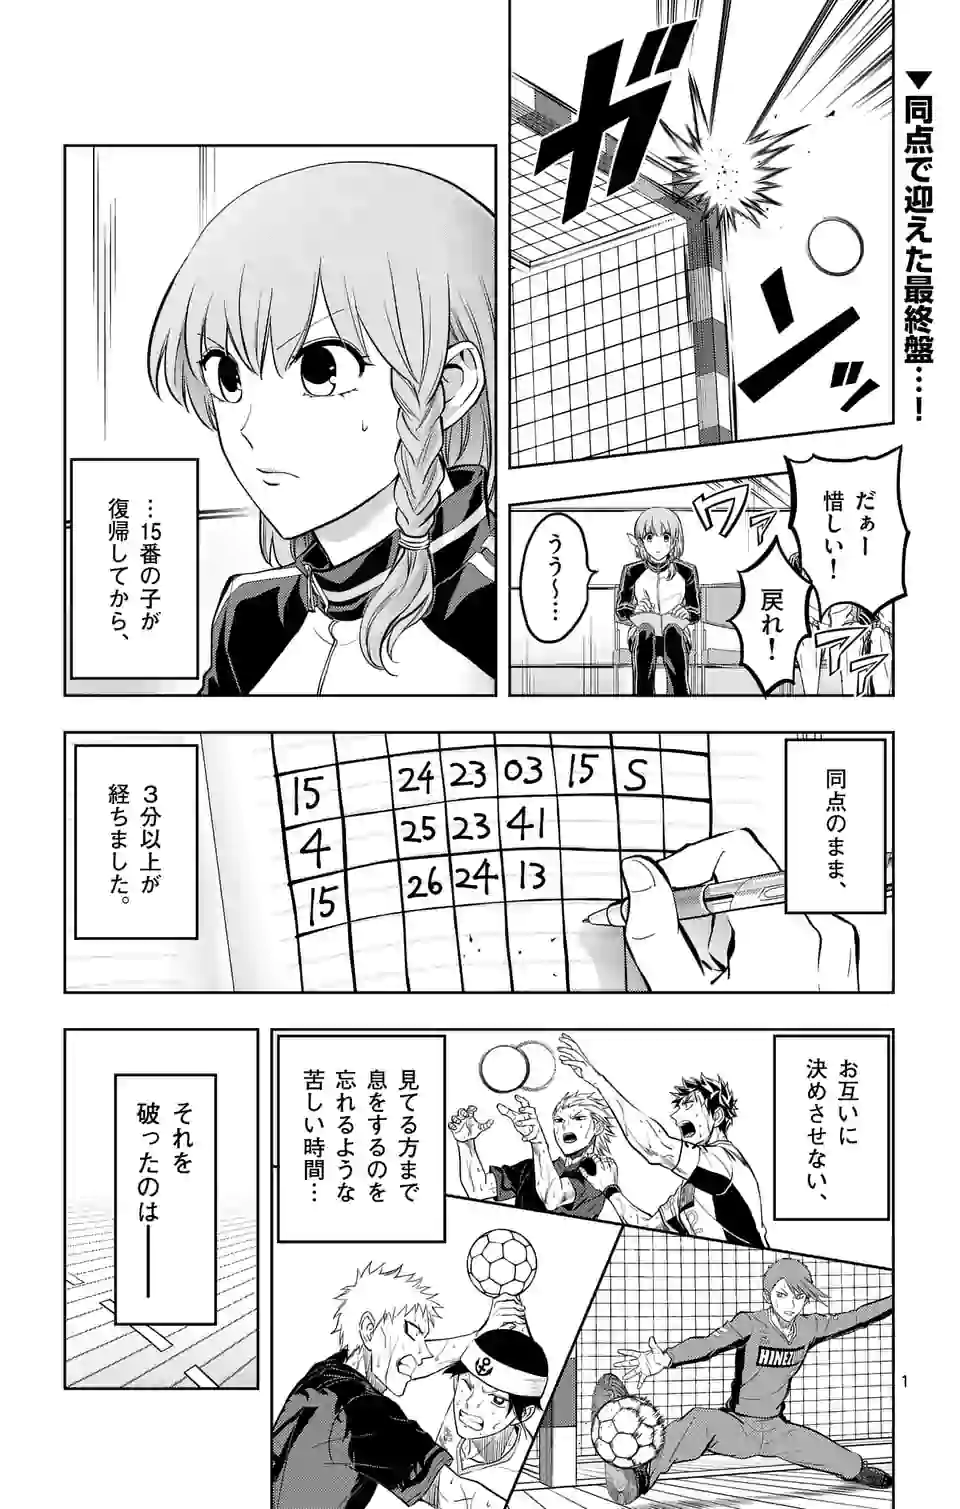 ▼同点で迎えた最終盤…！
ガンッ
だぁー
惜しい！
戻れ！
ワァァ
ワァァ
うう〜…
…15番の子が
復帰してから、
同点のまま、
15 24 23 03 15 S
4 25 23 41
15 26 24 13
3分以上が
経ちました。
お互いに
決めさせない、
見てる方まで
息をするのを
忘れるような
苦しい時間…
それを
破ったのは──
1